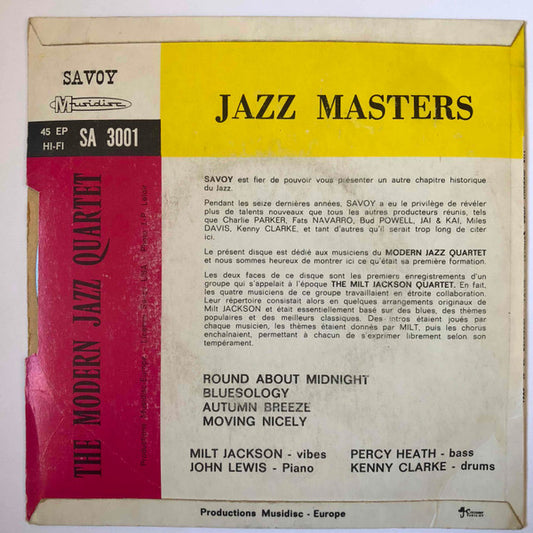 SAVOY
Musidisc
45 EP
HI-FI
SA 3001
THE MODERN JAZZ QUARTET
JAZZ MASTERS
SAVOY est fier de pouvoir vous présenter un autre chapitre historique
du Jazz.
Pendant les seize dernières années, SAVOY a eu le privilège de révéler
plus de talents nouveaux que tous les autres producteurs réunis, tels
que Charlie PARKER, Fats NAVARRO, Bud POWELL, JAI & KAI, Miles
DAVIS, Kenny CLARKE, et tant d'autres qu'il serait trop long de citer
ici.
Le présent disque est dédié aux musiciens du MODERN JAZZ QUARTET
et nous sommes heureux de montrer ici ce qu'était sa première formation.
Les deux faces de ce disque sont les premiers enregistrements d'un
groupe qui s'appelait à l'époque THE MILT JACKSON QUARTET. En fait,
les quatre musiciens de ce groupe travaillaient en étroite collaboration.
Leur répertoire consistait alors en quelques arrangements originaux de
Milt JACKSON et était essentiellement basé sur des blues, des thèmes
populaires et des meilleurs classiques. Des intros étaient joués par
chaque musicien, les thèmes étaient donnés par MILT, puis les chorus
enchaînaient, permettant à chacun de s'exprimer librement selon son
tempérament.
ROUND ABOUT MIDNIGHT
BLUESOLOGY
AUTUMN BREEZE
MOVING NICELY
MILT JACKSON - vibes PERCY HEATH - bass
JOHN LEWIS - Piano KENNY CLARKE - drums
Productions Musidisc - Europe